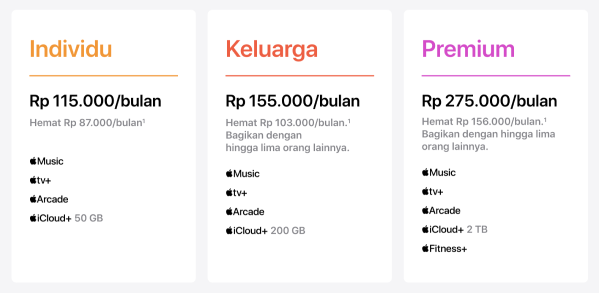 Individu
Rp 115.000/bulan
Hemat Rp 87.000/bulan¹
Music
tv+
Arcade
iCloud+ 50 GB
Keluarga
Rp 155.000/bulan
Hemat Rp 103.000/bulan.¹
Bagikan dengan
hingga lima orang lainnya.
Music
tv+
Arcade
iCloud+ 200 GB
Premium
Rp 275.000/bulan
Hemat Rp 156.000/bulan.¹
Bagikan dengan hingga lima
orang lainnya.
Music
tv+
Arcade
iCloud+ 2 TB
Fitness+